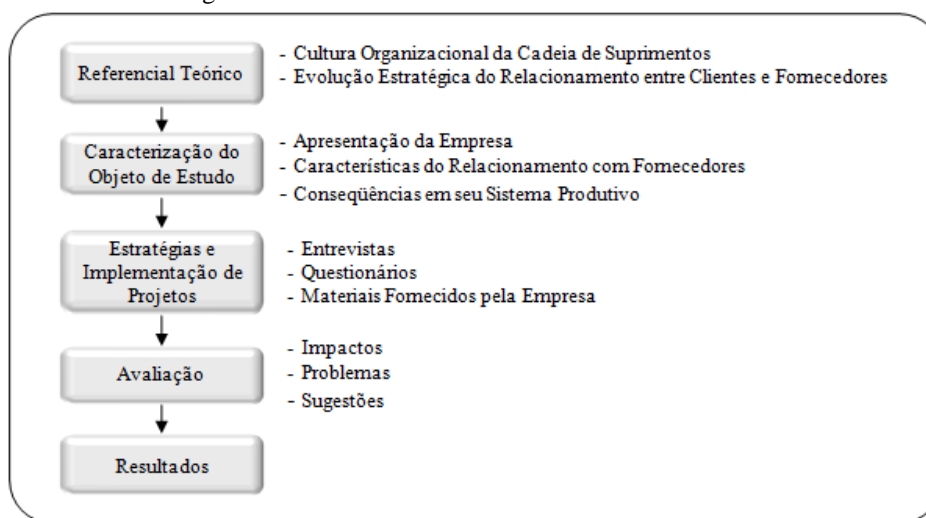 Referencial Teórico
- Cultura Organizacional da Cadeia de Suprimentos
- Evolução Estratégica do Relacionamento entre Clientes e Fornecedores
Caracterização do
Objeto de Estudo
- Apresentação da Empresa
- Características do Relacionamento com Fornecedores
- Conseqüências em seu Sistema Produtivo
Estratégias e
Implementação de
Projetos
- Entrevistas
- Questionários
- Materiais Fornecidos pela Empresa
Avaliação
- Impactos
- Problemas
- Sugestões
Resultados